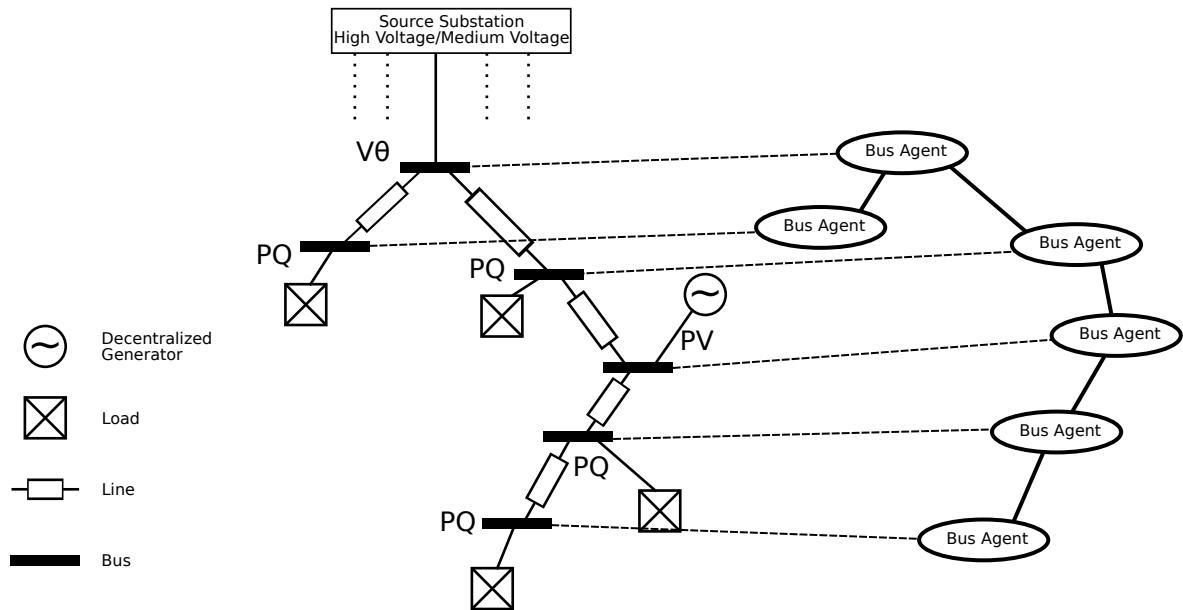 Source Substation
High Voltage/Medium Voltage
Vθ
Bus Agent
Bus Agent
Bus Agent
PQ
PQ
PV
Bus Agent
Decentralized
Generator
Load
Bus Agent
PQ
Line
PQ
Bus Agent
Bus